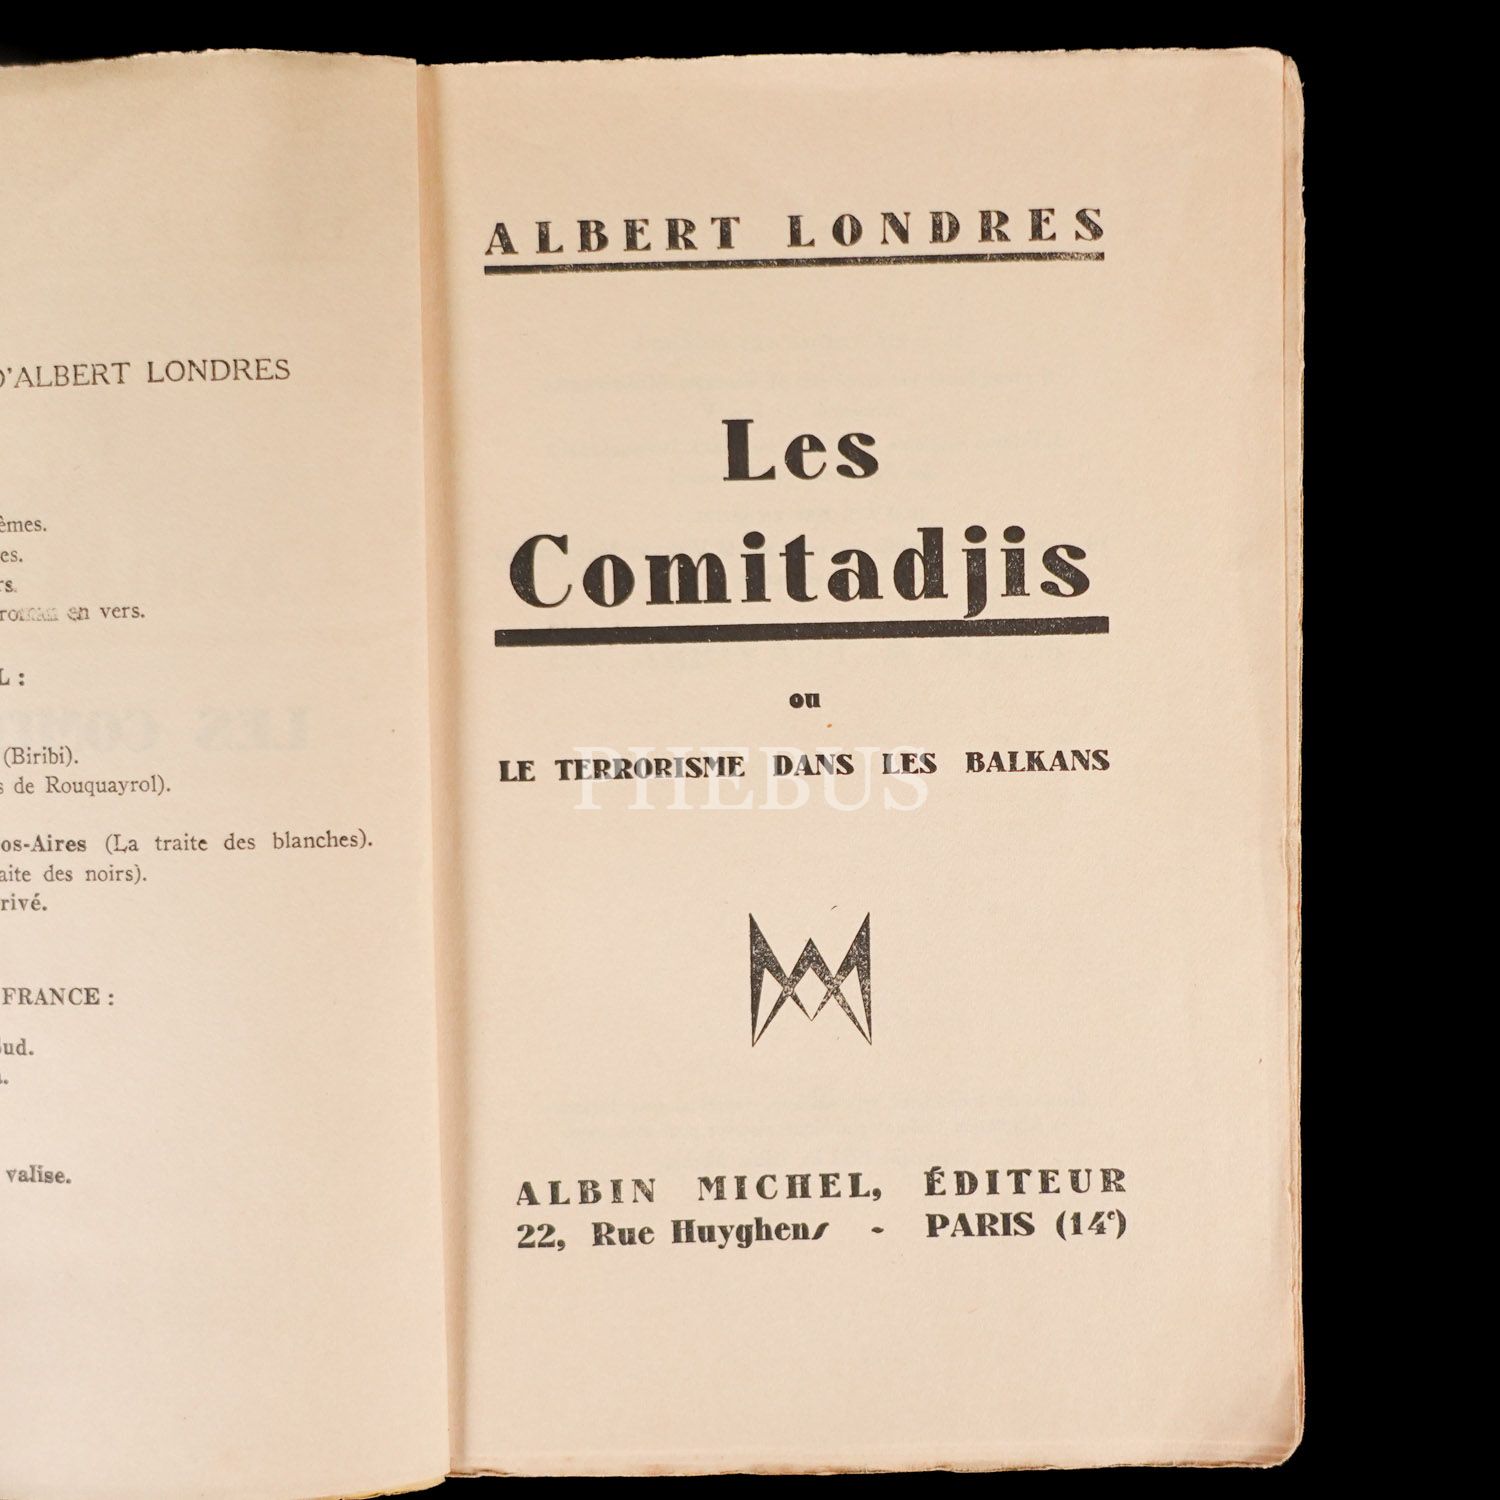 D'ALBERT LONDRES
èmes.
es.
rs.
roman en vers.
L :
(Biribi).
s de Rouquayrol).
os-Aires (La traite des blanches).
aite des noirs).
rivé.
FRANCE :
Sud.
valise.
ALBERT LONDRES
Les
Comitadjis
ou
LE TERRORISME DANS LES BALKANS
PHEBUS
ALBIN MICHEL, ÉDITEUR
22, Rue Huyghens - PARIS (14e)